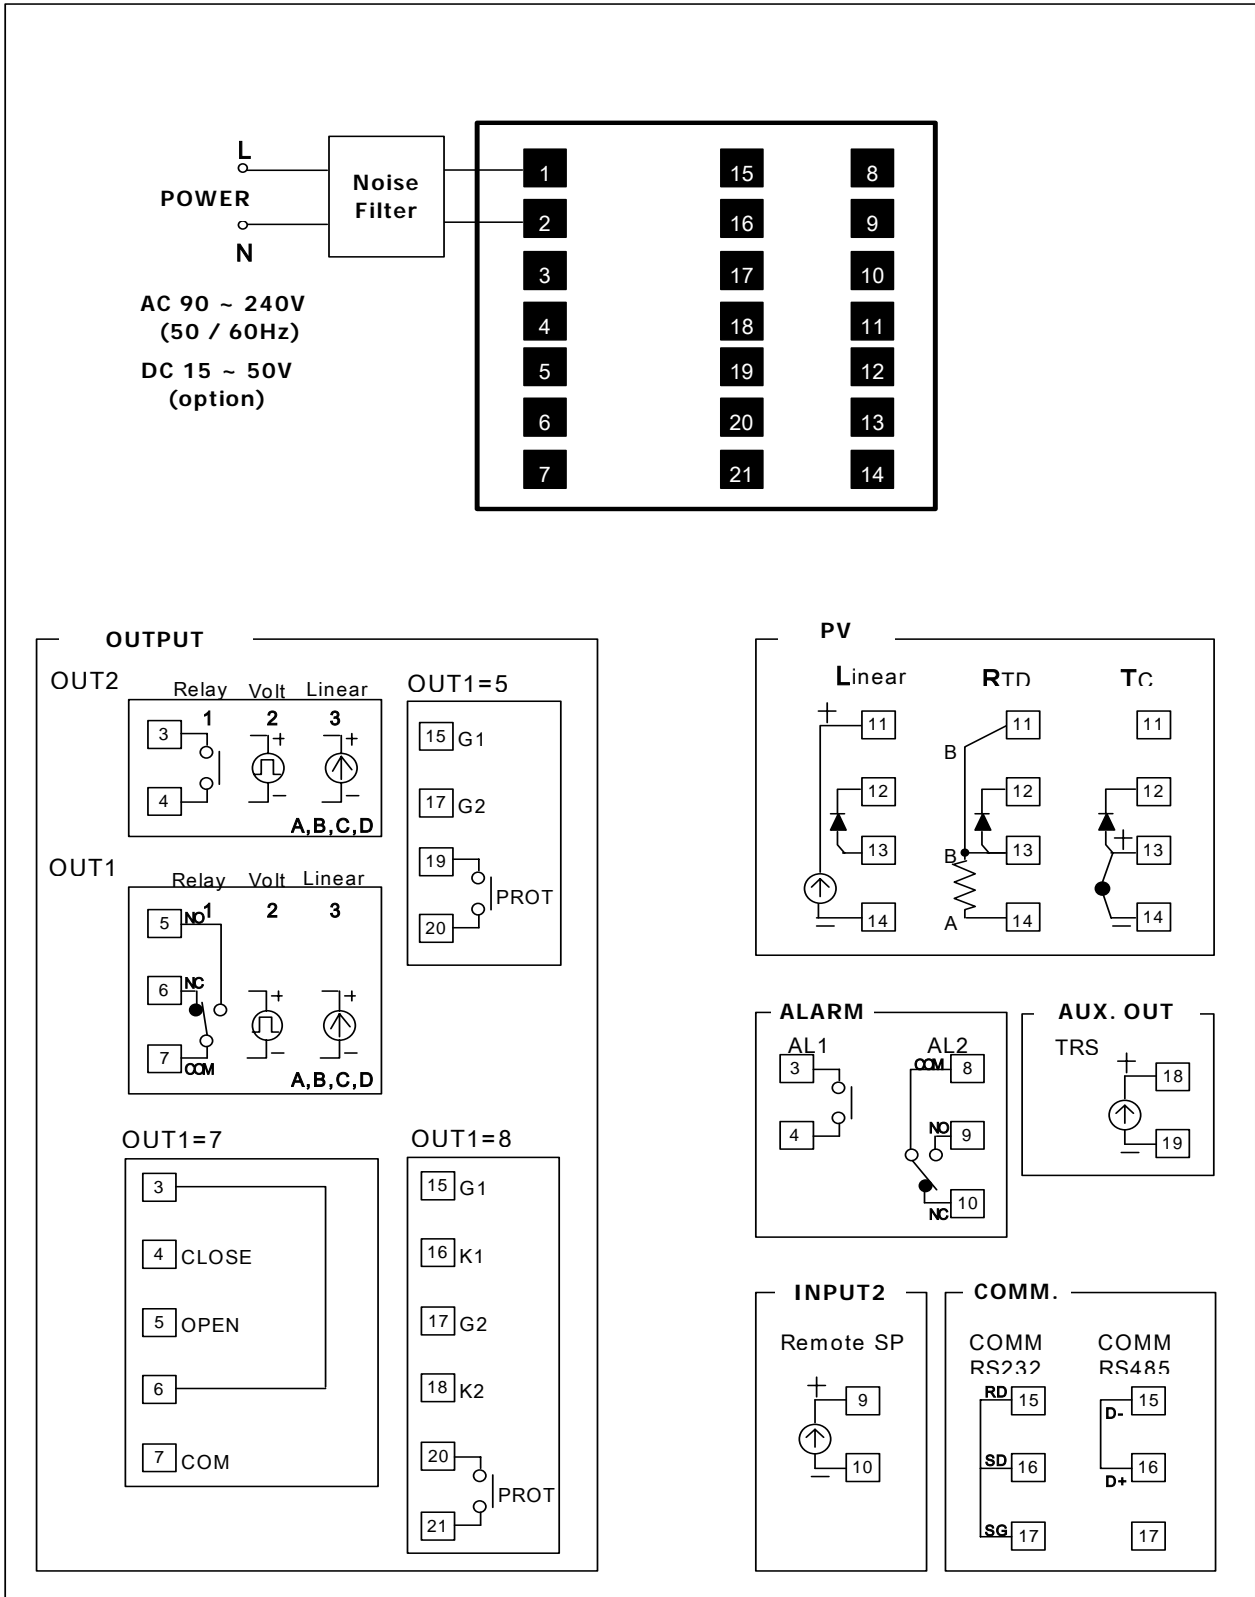 L
POWER
N
Noise
Filter
AC 90 ~ 240V
(50 / 60Hz)
DC 15 ~ 50V
(option)
1 15 8
2 16 9
3 17 10
4 18 11
5 19 12
6 20 13
7 21 14
OUTPUT
OUT2
Relay Volt Linear
1 2 3
3
4
+ +
A,B,C,D
OUT1
Relay Volt Linear
1 2 3
5 NO
6 NC
7 COM
+ +
A,B,C,D
OUT1=5
15 G1
17 G2
19
20
PROT
OUT1=7
3
4 CLOSE
5 OPEN
6
7 COM
OUT1=8
15 G1
16 K1
17 G2
18 K2
20
21
PROT
PV
Linear RTD TC
+ 11
12
13
14
B 11
12
B 13
A 14
11
12
+ 13
14
ALARM
AL1
3
4
AL2
COM 8
NO 9
NC 10
AUX. OUT
TRS
+ 18
19
INPUT2
Remote SP
+ 9
10
COMM.
COMM
RS232
RD 15
SD 16
SG 17
COMM
RS485
D- 15
D+ 16
17